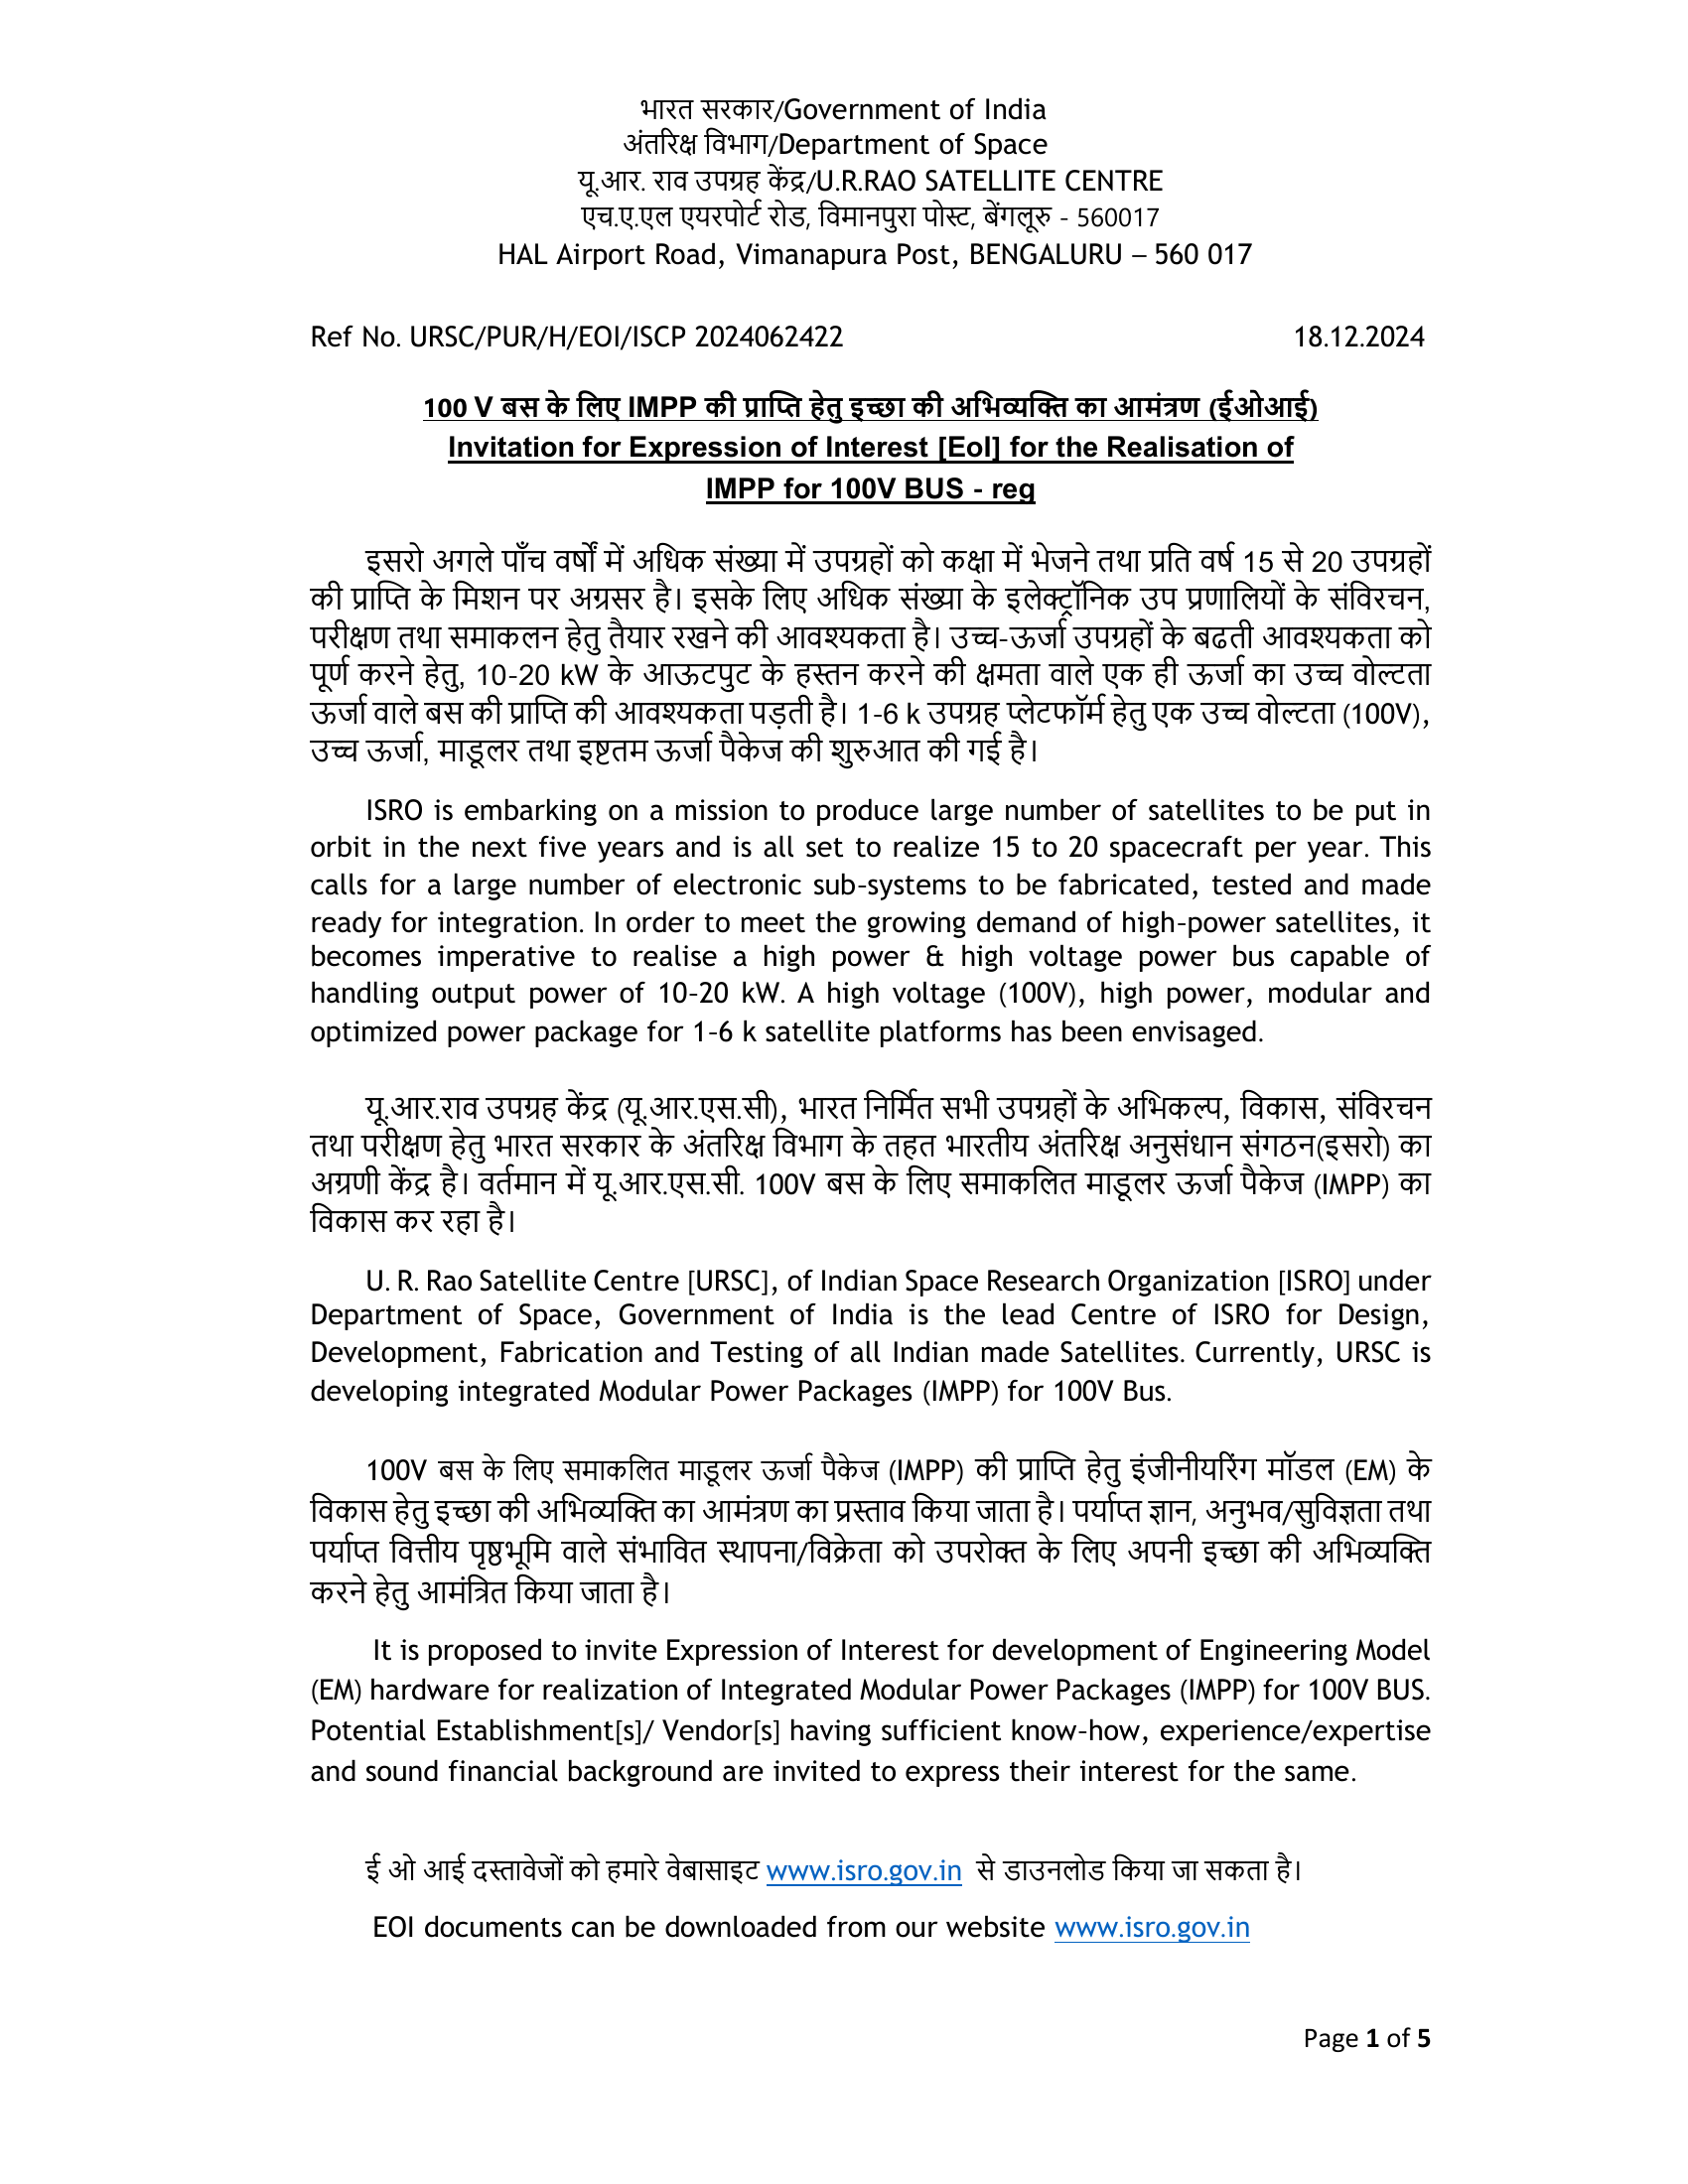 भारत सरकार/Government of India
अंतरिक्ष विभाग/Department of Space
यू.आर. राव उपग्रह केंद्र/U.R.RAO SATELLITE CENTRE
एच.ए.एल एयरपोर्ट रोड, विमानपुरा पोस्ट, बेंगलूरु - 560017
HAL Airport Road, Vimanapura Post, BENGALURU – 560 017
Ref No. URSC/PUR/H/EOI/ISCP 2024062422 18.12.2024
100 V बस के लिए IMPP की प्राप्ति हेतु इच्छा की अभिव्यक्ति का आमंत्रण (ईओआई)
Invitation for Expression of Interest [EoI] for the Realisation of
IMPP for 100V BUS - reg
इसरो अगले पाँच वर्षों में अधिक संख्या में उपग्रहों को कक्षा में भेजने तथा प्रति वर्ष 15 से 20 उपग्रहों
की प्राप्ति के मिशन पर अग्रसर है। इसके लिए अधिक संख्या के इलेक्ट्रॉनिक उप प्रणालियों के संविरचन,
परीक्षण तथा समाकलन हेतु तैयार रखने की आवश्यकता है। उच्च-ऊर्जा उपग्रहों के बढती आवश्यकता को
पूर्ण करने हेतु, 10-20 kW के आऊटपुट के हस्तन करने की क्षमता वाले एक ही ऊर्जा का उच्च वोल्टता
ऊर्जा वाले बस की प्राप्ति की आवश्यकता पड़ती है। 1-6 k उपग्रह प्लेटफॉर्म हेतु एक उच्च वोल्टता (100V),
उच्च ऊर्जा, माडूलर तथा इष्टतम ऊर्जा पैकेज की शुरुआत की गई है।
ISRO is embarking on a mission to produce large number of satellites to be put in
orbit in the next five years and is all set to realize 15 to 20 spacecraft per year. This
calls for a large number of electronic sub-systems to be fabricated, tested and made
ready for integration. In order to meet the growing demand of high-power satellites, it
becomes imperative to realise a high power & high voltage power bus capable of
handling output power of 10-20 kW. A high voltage (100V), high power, modular and
optimized power package for 1-6 k satellite platforms has been envisaged.
यू.आर.राव उपग्रह केंद्र (यू.आर.एस.सी), भारत निर्मित सभी उपग्रहों के अभिकल्प, विकास, संविरचन
तथा परीक्षण हेतु भारत सरकार के अंतरिक्ष विभाग के तहत भारतीय अंतरिक्ष अनुसंधान संगठन(इसरो) का
अग्रणी केंद्र है। वर्तमान में यू.आर.एस.सी. 100V बस के लिए समाकलित माडूलर ऊर्जा पैकेज (IMPP) का
विकास कर रहा है।
U. R. Rao Satellite Centre [URSC], of Indian Space Research Organization [ISRO] under
Department of Space, Government of India is the lead Centre of ISRO for Design,
Development, Fabrication and Testing of all Indian made Satellites. Currently, URSC is
developing integrated Modular Power Packages (IMPP) for 100V Bus.
100V बस के लिए समाकलित माडूलर ऊर्जा पैकेज (IMPP) की प्राप्ति हेतु इंजीनीयरिंग मॉडल (EM) के
विकास हेतु इच्छा की अभिव्यक्ति का आमंत्रण का प्रस्ताव किया जाता है। पर्याप्त ज्ञान, अनुभव/सुविज्ञता तथा
पर्याप्त वित्तीय पृष्ठभूमि वाले संभावित स्थापना/विक्रेता को उपरोक्त के लिए अपनी इच्छा की अभिव्यक्ति
करने हेतु आमंत्रित किया जाता है।
It is proposed to invite Expression of Interest for development of Engineering Model
(EM) hardware for realization of Integrated Modular Power Packages (IMPP) for 100V BUS.
Potential Establishment[s]/ Vendor[s] having sufficient know-how, experience/expertise
and sound financial background are invited to express their interest for the same.
ई ओ आई दस्तावेजों को हमारे वेबासाइट www.isro.gov.in से डाउनलोड किया जा सकता है।
EOI documents can be downloaded from our website www.isro.gov.in
Page 1 of 5